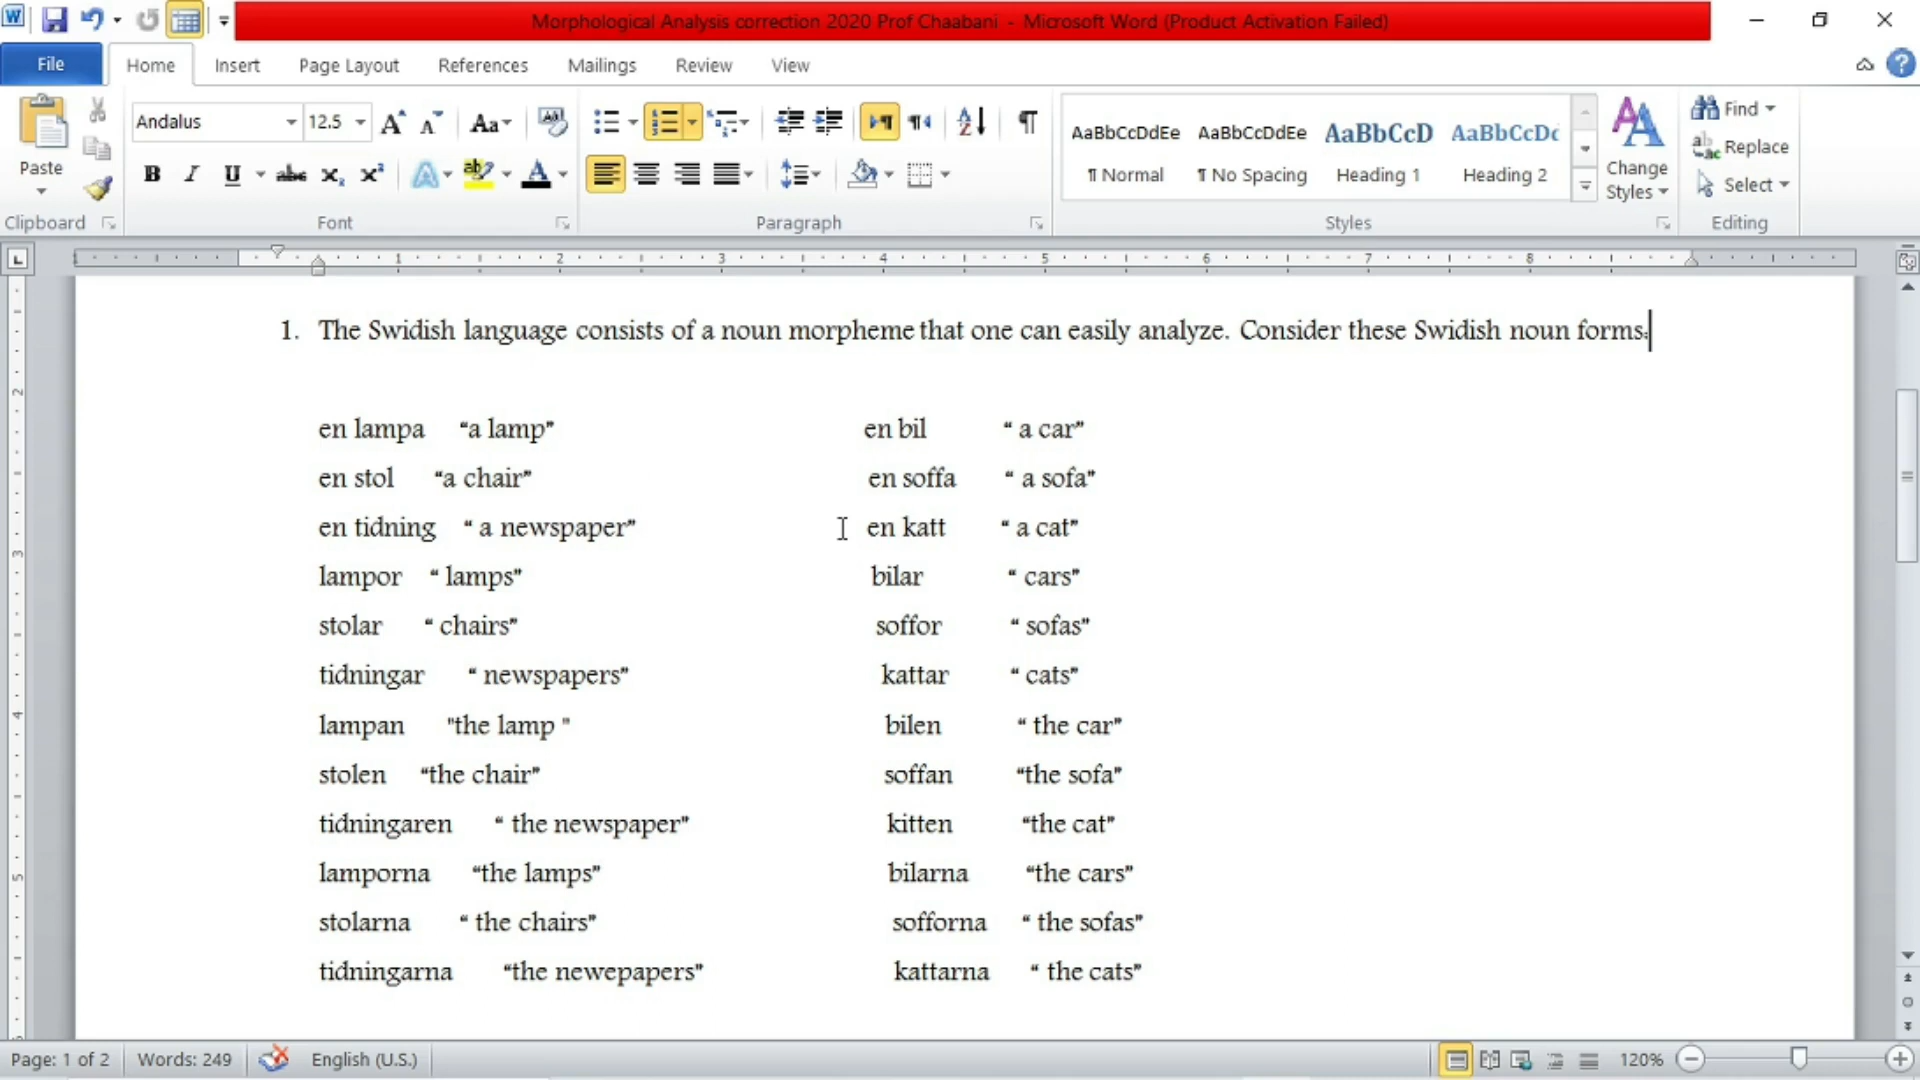 Morphological Analysis correction 2020 Prof Chaabani - Microsoft Word (Product Activation Failed)
File Home Insert Page Layout References Mailings Review View
Andalus 12.5 AaBbCcDdEe AaBbCcDdEe AaBbCcD AaBbCcDd Find
Paste Change Replace
¶ Normal ¶ No Spacing Heading 1 Heading 2 Styles Select
Clipboard Font Paragraph Styles Editing
1. The Swidish language consists of a noun morpheme that one can easily analyze. Consider these Swidish noun forms:
en lampa “a lamp” en bil “ a car”
en stol “a chair” en soffa “ a sofa”
en tidning “ a newspaper” en katt “ a cat”
lampor “ lamps” bilar “ cars”
stolar “ chairs” soffor “ sofas”
tidningar “ newspapers” kattar “ cats”
lampan "the lamp " bilen “ the car”
stolen “the chair” soffan “the sofa”
tidningaren “ the newspaper” kitten “the cat”
lamporna “the lamps” bilarna “the cars”
stolarna “ the chairs” sofforna “ the sofas”
tidningarna “the newepapers” kattarna “ the cats”
Page: 1 of 2 Words: 249 English (U.S.) 120%